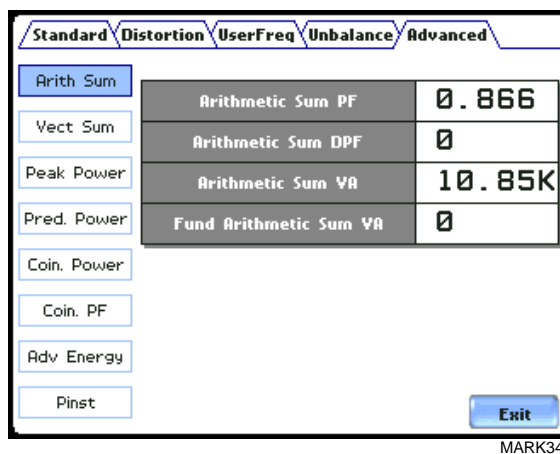 Standard Distortion UserFreq Unbalance Advanced
Arith Sum
Vect Sum
Peak Power
Pred. Power
Coin. Power
Coin. PF
Adv Energy
Pinst
Arithmetic Sum PF 0.866
Arithmetic Sum DPF 0
Arithmetic Sum VA 10.85K
Fund Arithmetic Sum VA 0
Exit
MARK34